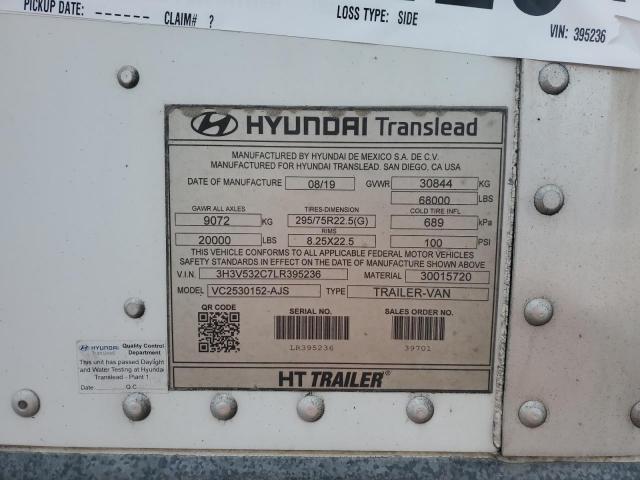 PICKUP DATE: ______ CLAIM# ? LOSS TYPE: SIDE
VIN: 395236
HYUNDAI Translead
MANUFACTURED BY HYUNDAI DE MEXICO S.A. DE C.V.
MANUFACTURED FOR HYUNDAI TRANSLEAD. SAN DIEGO, CA USA
DATE OF MANUFACTURE 08/19 GVWR 30844 KG
68000 LBS
GAWR ALL AXLES TIRES-DIMENSION COLD TIRE INFL
9072 KG 295/75R22.5(G) 689 kPa
RIMS
20000 LBS 8.25X22.5 100 PSI
THIS VEHICLE CONFORMS TO ALL APPLICABLE FEDERAL MOTOR VEHICLES
SAFETY STANDARDS IN EFFECT ON THE DATE OF MANUFACTURE SHOWN ABOVE
V.I.N. 3H3V532C7LR395236 MATERIAL 30015720
MODEL VC2530152-AJS TYPE TRAILER-VAN
QR CODE SERIAL NO. SALES ORDER NO.
LR395236 39701
HT TRAILER®
HYUNDAI Translead Quality Control Department
This unit has passed Daylight
and Water Testing at Hyundai
Translead - Plant 1
Date: Q.C.